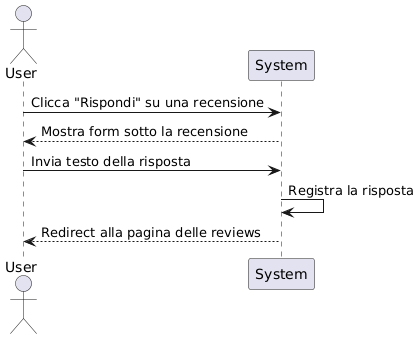 User
System
Clicca "Rispondi" su una recensione
Mostra form sotto la recensione
Invia testo della risposta
Registra la risposta
Redirect alla pagina delle reviews
User
System